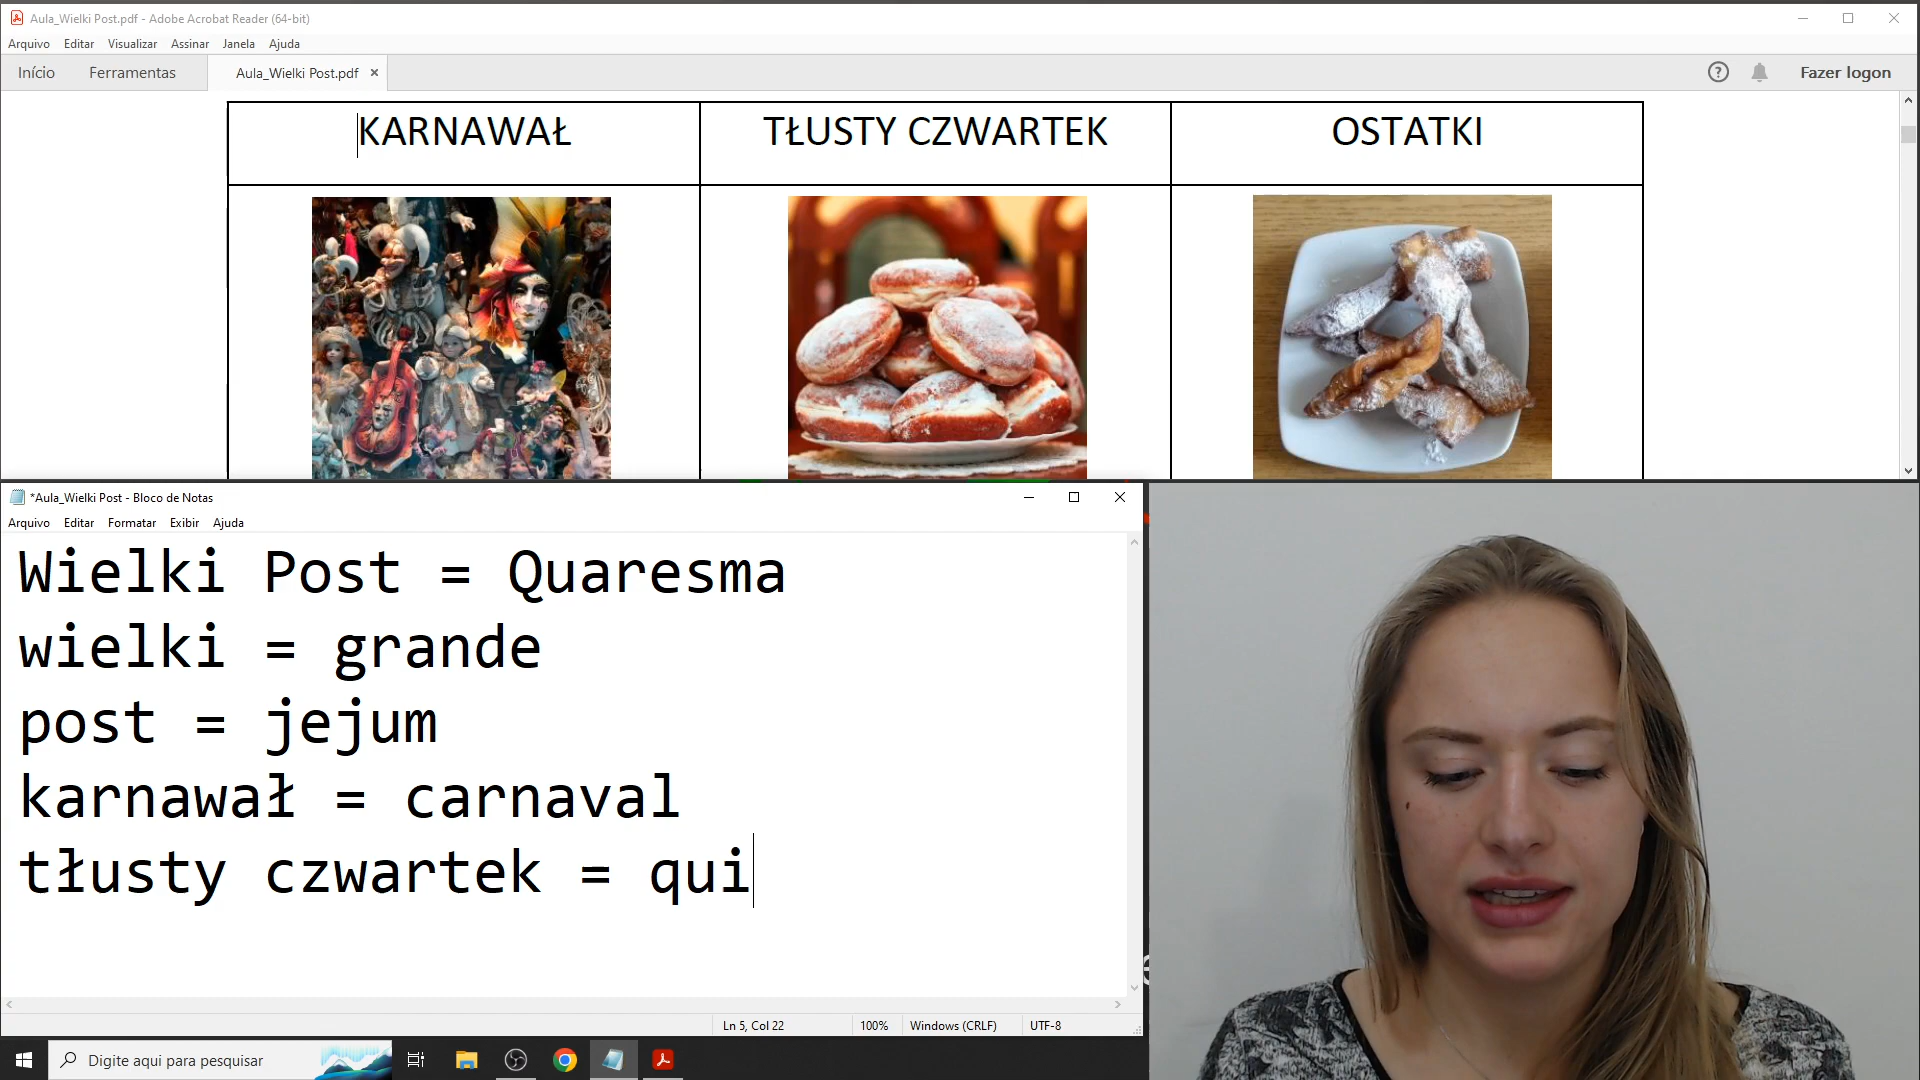 Aula_Wielki Post.pdf - Adobe Acrobat Reader (64-bit)
Arquivo Editar Visualizar Assinar Janela Ajuda
Início Ferramentas Aula_Wielki Post.pdf × Fazer logon
KARNAWAŁ TŁUSTY CZWARTEK OSTATKI
*Aula_Wielki Post - Bloco de Notas
Arquivo Editar Formatar Exibir Ajuda
Wielki Post = Quaresma
wielki = grande
post = jejum
karnawał = carnaval
tłusty czwartek = qui
Ln 5, Col 22 100% Windows (CRLF) UTF-8
Digite aqui para pesquisar